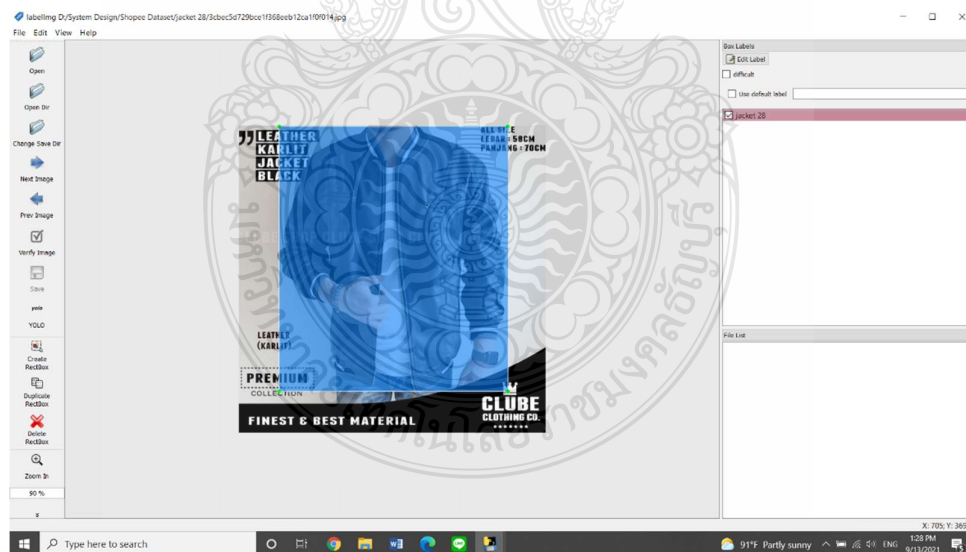 labelImg D:/System Design/Shopee Dataset/jacket 28/3cbec5d729bce1f368eeb12ca1f0f014.jpg
File Edit View Help
Open
Open Dir
Change Save Dir
Next Image
Prev Image
Verify Image
Save
yolo
YOLO
Create
RectBox
Duplicate
RectBox
Delete
RectBox
Zoom In
90 %
LEATHER
KARLIT
JACKET
BLACK
ALL SIZE
LEBAR : 58CM
PANJANG : 70CM
LEATHER
(KARLIT)
PREMIUM
COLLECTION
FINEST & BEST MATERIAL
CLUBE
CLOTHING CO.
Box Labels
Edit Label
difficult
Use default label
jacket 28
File List
X: 705; Y: 369
Type here to search
91°F Partly sunny
ENG
1:28 PM
9/13/2021